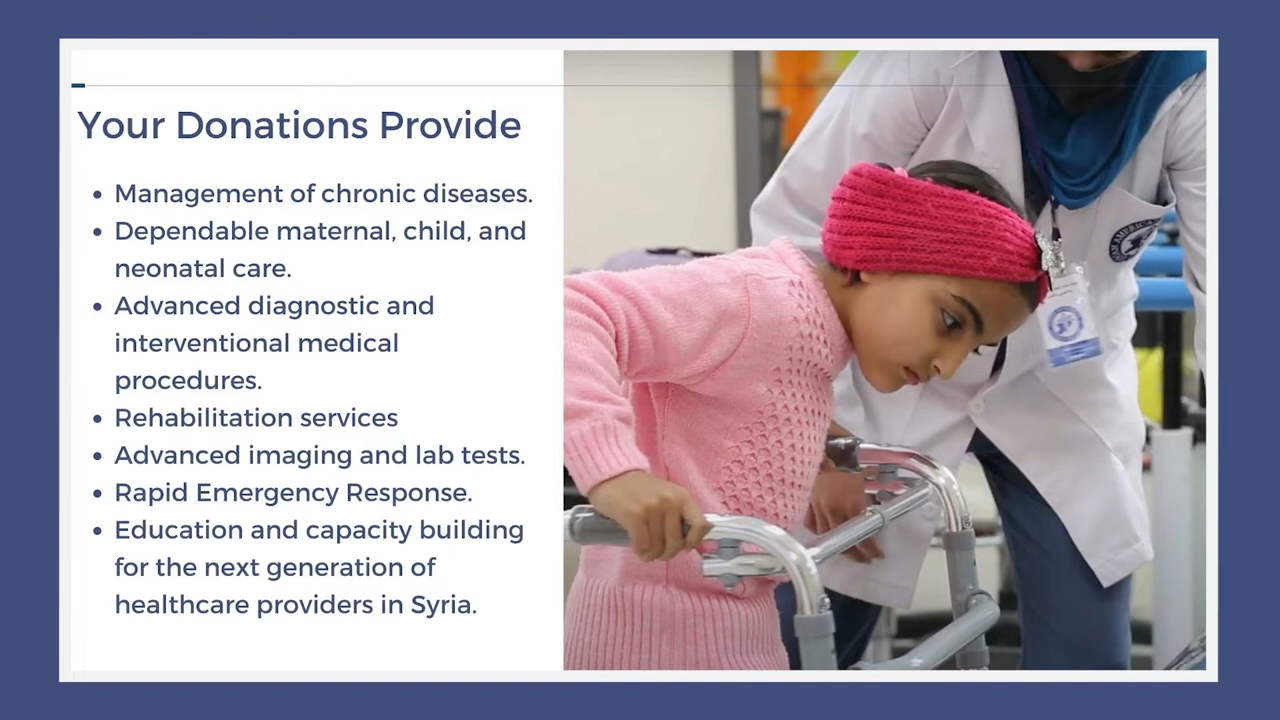 Your Donations Provide
• Management of chronic diseases.
• Dependable maternal, child, and
neonatal care.
• Advanced diagnostic and
interventional medical
procedures.
• Rehabilitation services
• Advanced imaging and lab tests.
• Rapid Emergency Response.
• Education and capacity building
for the next generation of
healthcare providers in Syria.